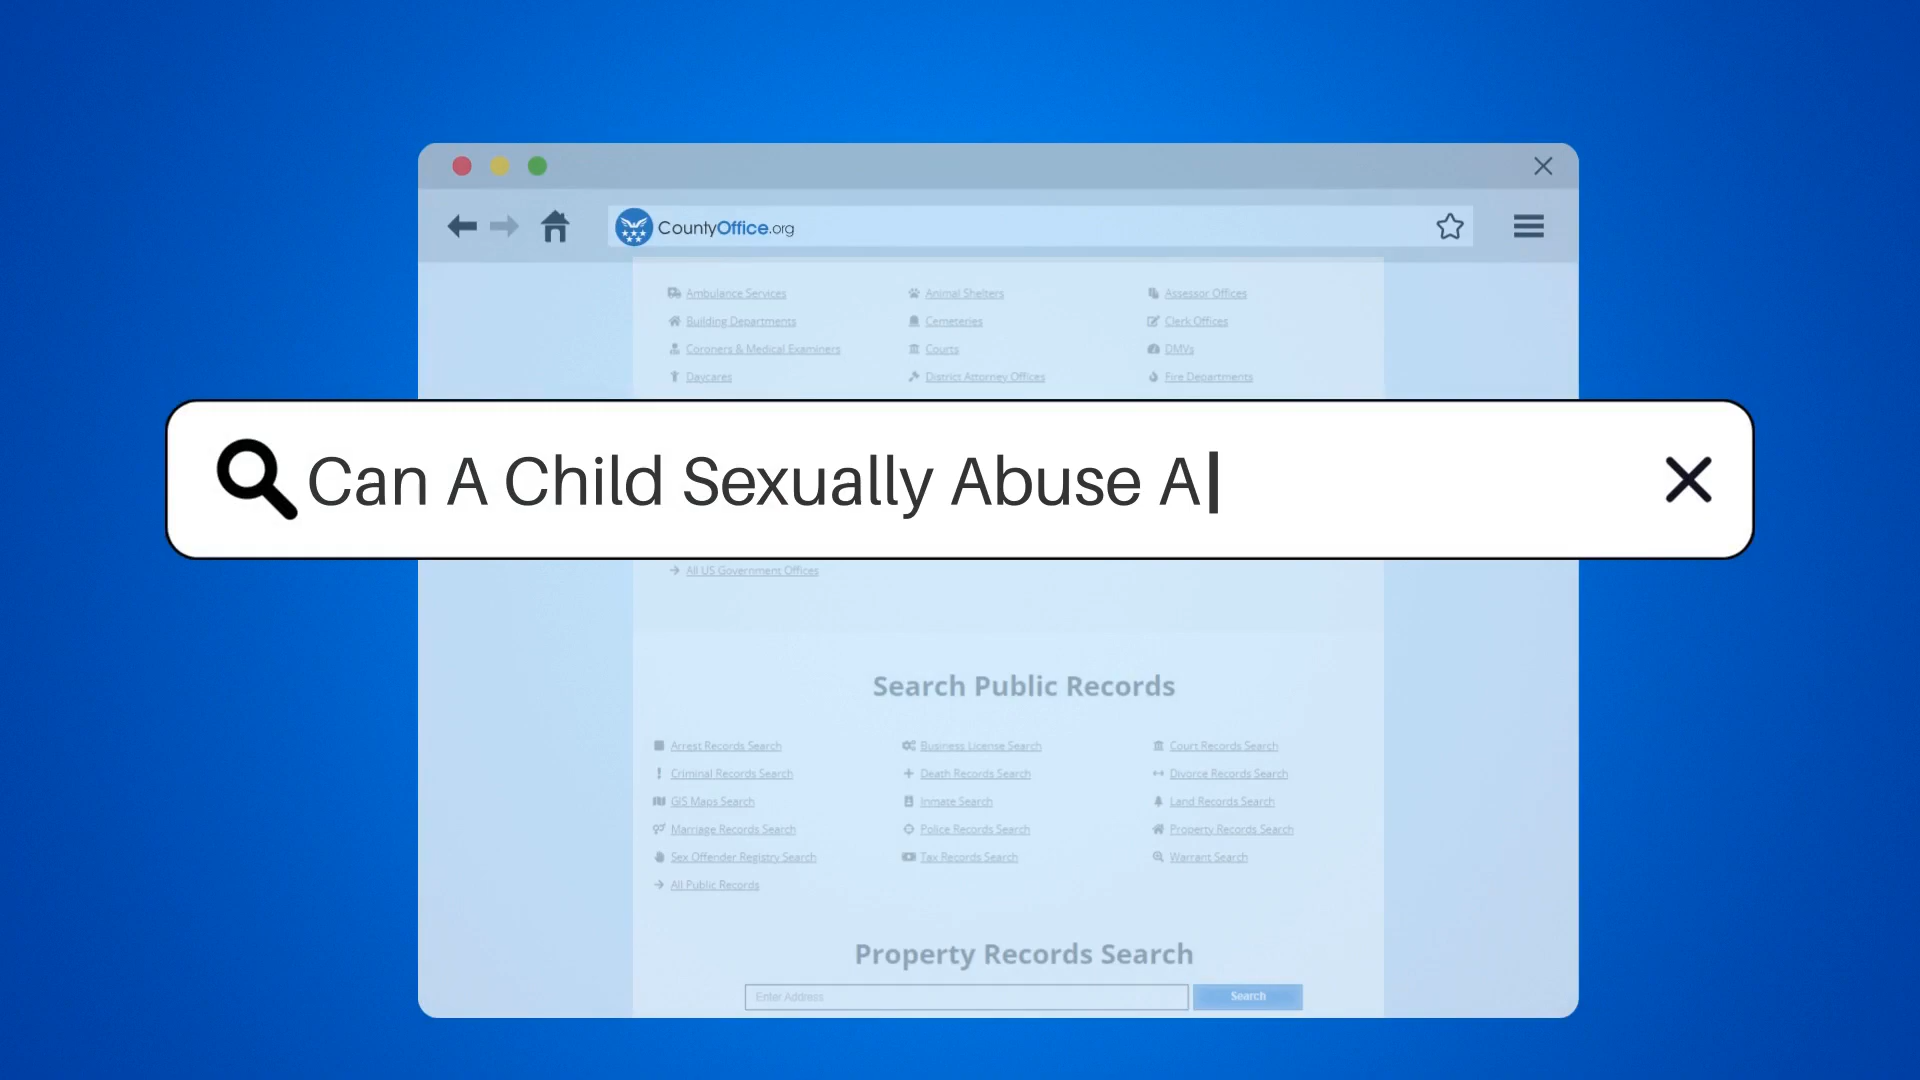 CountyOffice.org
Ambulance Services Animal Shelters Assessor Offices
Building Departments Cemeteries Clerk Offices
Coroners & Medical Examiners Courts DMVs
Daycares District Attorney Offices Fire Departments
Can A Child Sexually Abuse A
All US Government Offices
Search Public Records
Arrest Records Search Business License Search Court Records Search
Criminal Records Search Death Records Search Divorce Records Search
GIS Maps Search Inmate Search Land Records Search
Marriage Records Search Police Records Search Property Records Search
Sex Offender Registry Search Tax Records Search Warrant Search
All Public Records
Property Records Search
Enter Address Search